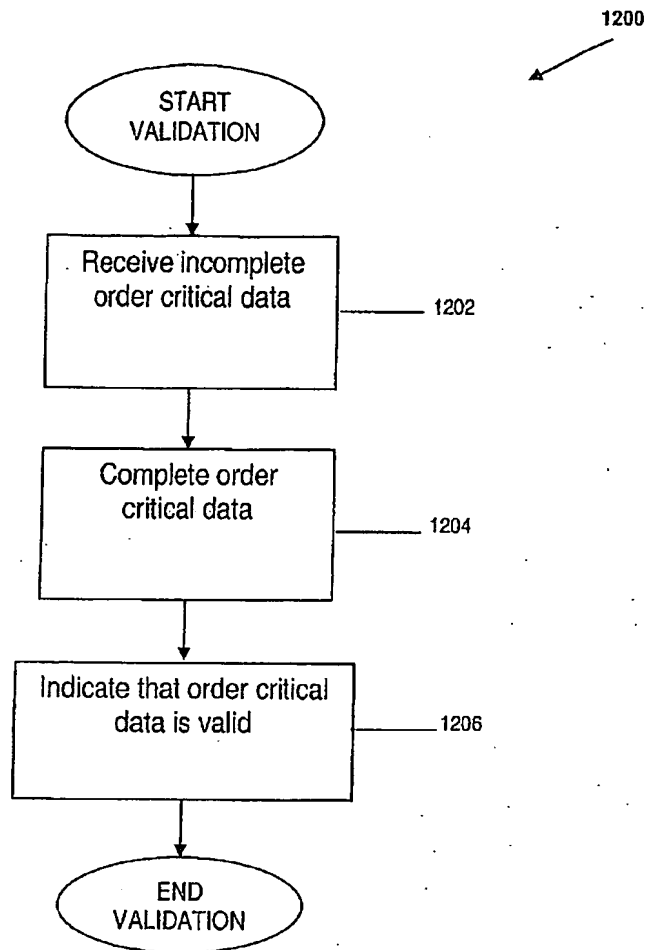 1200
START
VALIDATION
Receive incomplete
order critical data
1202
Complete order
critical data
1204
Indicate that order critical
data is valid
1206
END
VALIDATION